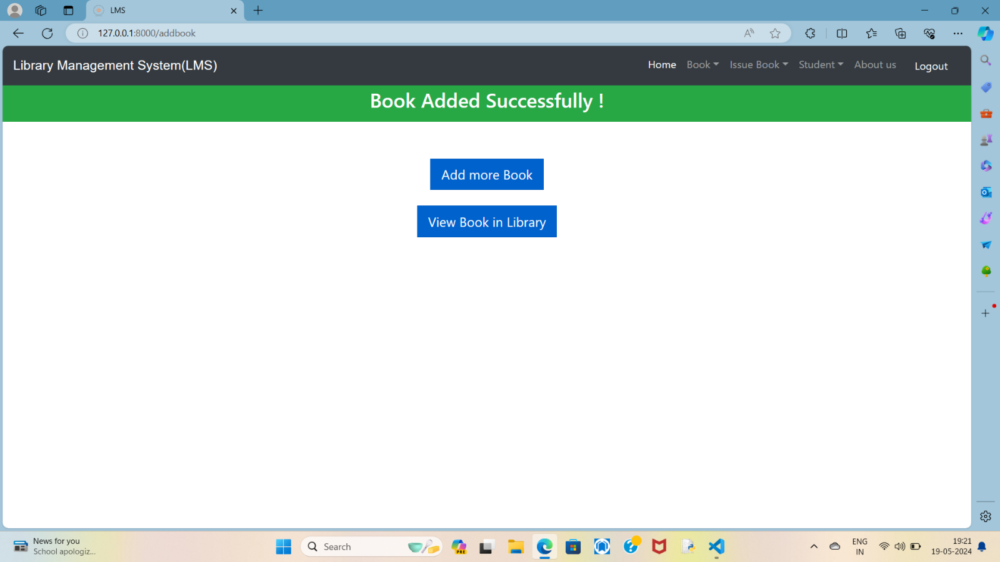 LMS
127.0.0.1:8000/addbook
Library Management System(LMS)
Home Book Issue Book Student About us Logout
Book Added Successfully !
Add more Book
View Book in Library
News for you
School apologiz...
Search
PRE
ENG
IN
19:21
19-05-2024